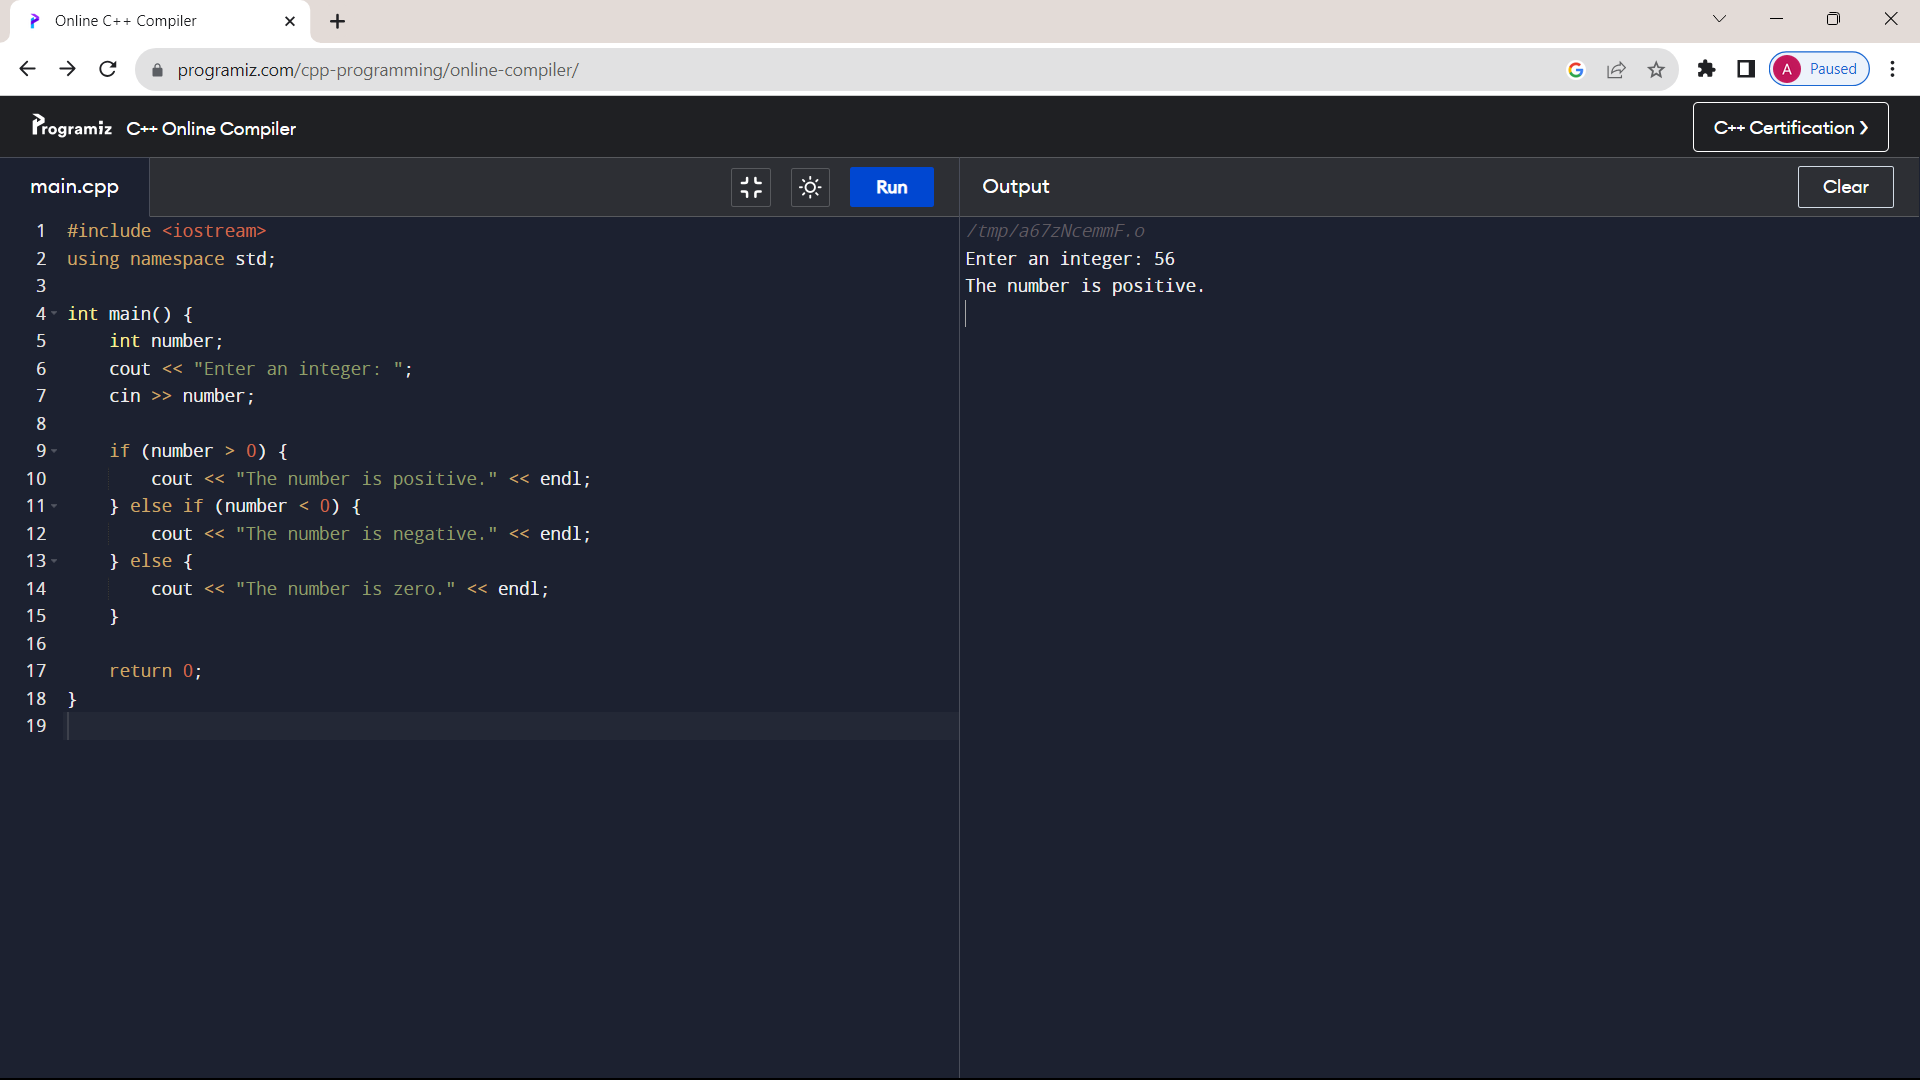 Online C++ Compiler
programiz.com/cpp-programming/online-compiler/
A Paused
Programiz C++ Online Compiler
C++ Certification ❯
main.cpp
Run
Output
Clear
1 #include <iostream>
2 using namespace std;
3
4 int main() {
5     int number;
6     cout << "Enter an integer: ";
7     cin >> number;
8
9     if (number > 0) {
10         cout << "The number is positive." << endl;
11     } else if (number < 0) {
12         cout << "The number is negative." << endl;
13     } else {
14         cout << "The number is zero." << endl;
15     }
16
17     return 0;
18 }
19
/tmp/a67zNcemmF.o
Enter an integer: 56
The number is positive.